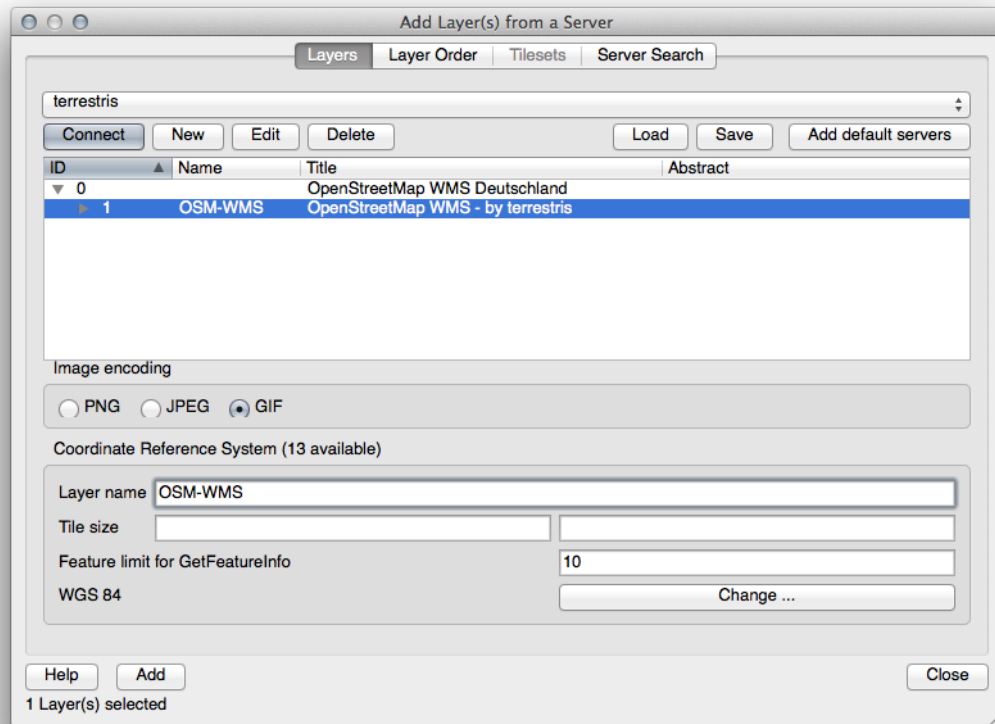 Add Layer(s) from a Server
Layers Layer Order Tilesets Server Search
terrestris
Connect New Edit Delete Load Save Add default servers
ID Name Title Abstract
0 OpenStreetMap WMS Deutschland
1 OSM-WMS OpenStreetMap WMS - by terrestris
Image encoding
PNG JPEG GIF
Coordinate Reference System (13 available)
Layer name OSM-WMS
Tile size
Feature limit for GetFeatureInfo 10
WGS 84 Change ...
Help Add Close
1 Layer(s) selected